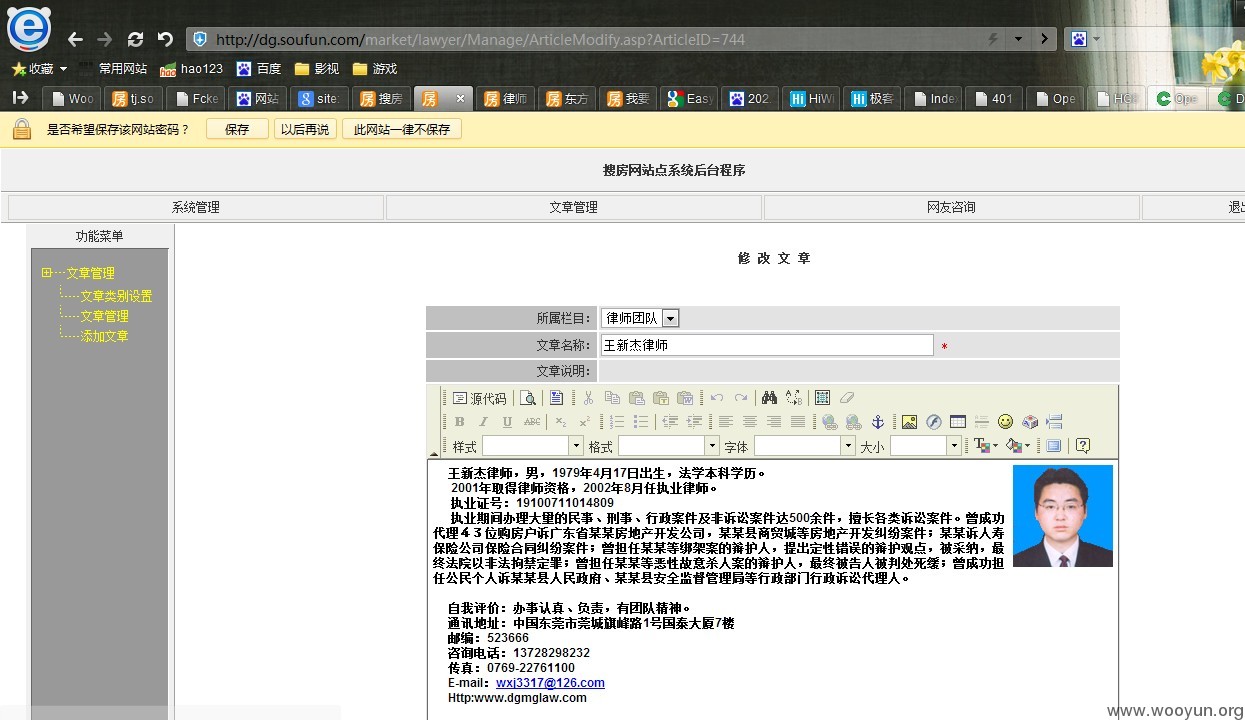 http://dg.soufun.com/market/lawyer/Manage/ArticleModify.asp?ArticleID=744
收藏 常用网站 hao123 百度 影视 游戏
Woo tj.so Fcke 网站 site: 搜房 律师 东方 我要 Easy 202. HiWi 极客 Inde 401 Ope HC Ope D
是否希望保存该网站密码？ 保存 以后再说 此网站一律不保存
搜房网站点系统后台程序
系统管理 文章管理 网友咨询 退出
功能菜单
文章管理
文章类别设置
文章管理
添加文章
修 改 文 章
所属栏目： 律师团队
文章名称： 王新杰律师 *
文章说明：
源代码
B I U ABC x₂ x²
样式 格式 字体 大小
王新杰律师，男，1979年4月17日出生，法学本科学历。
2001年取得律师资格，2002年8月任执业律师。
执业证号：19100711014809
执业期间办理大量的民事、刑事、行政案件及非诉讼案件达500余件，擅长各类诉讼案件。曾成功
代理４３位购房户诉广东省某某房地产开发公司，某某县商贸城等房地产开发纠纷案件；某某诉人寿
保险公司保险合同纠纷案件；曾担任某某等绑架案的辩护人，提出定性错误的辩护观点，被采纳，最
终法院以非法拘禁定罪；曾担任某某等恶性故意杀人案的辩护人，最终被告人被判处死缓；曾成功担
任公民个人诉某某县人民政府、某某县安全监督管理局等行政部门行政诉讼代理人。
自我评价：办事认真、负责，有团队精神。
通讯地址：中国东莞市莞城旗峰路1号国泰大厦7楼
邮编：523666
咨询电话：13728298232
传真：0769-22761100
E-mail：wxj3317@126.com
Http:www.dgmglaw.com
www.wooyun.org